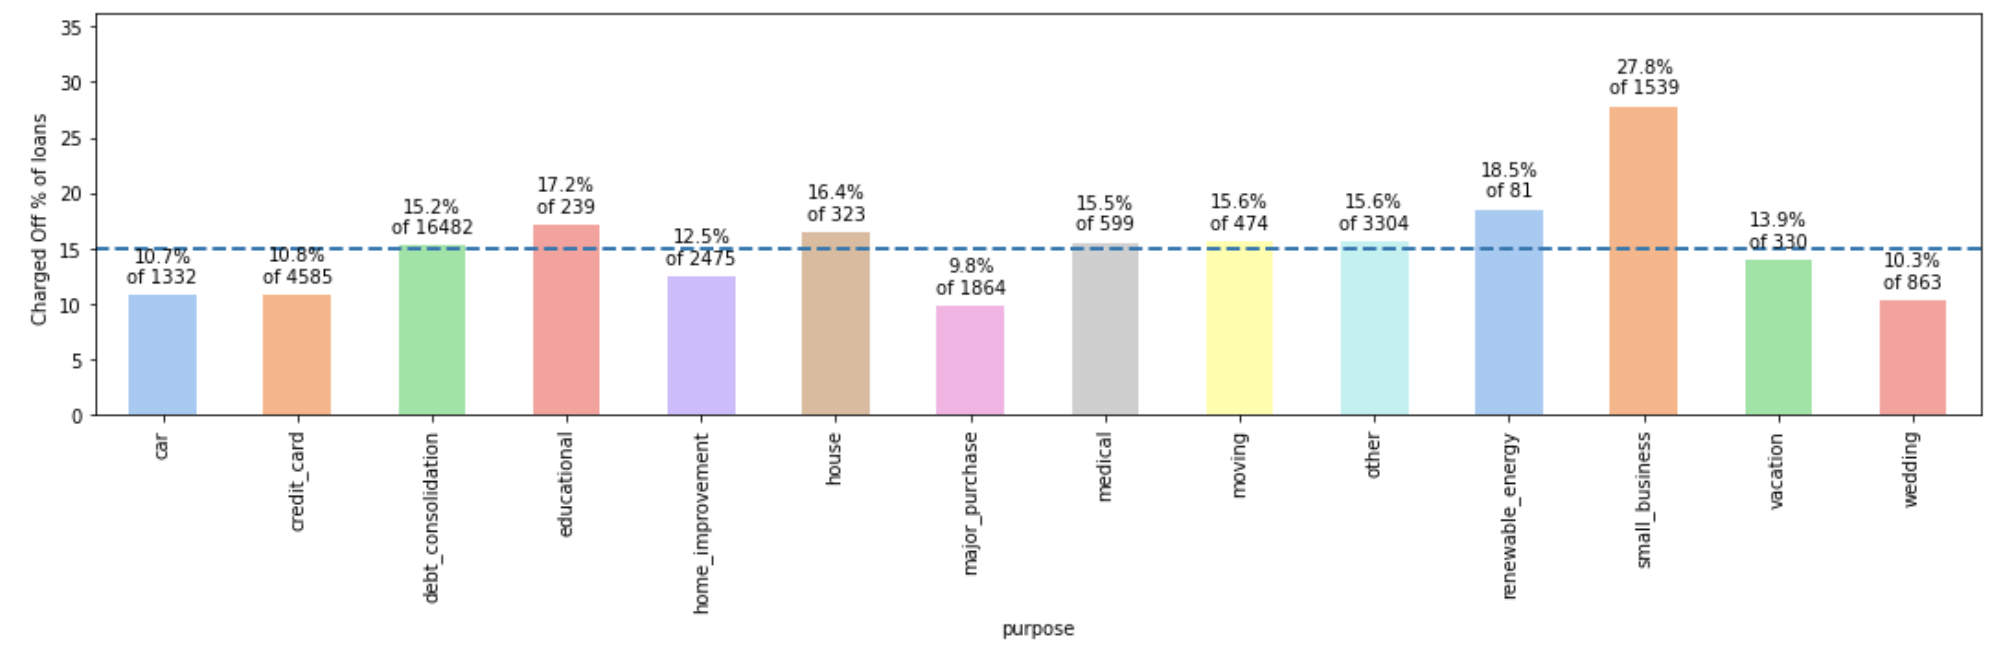 35
30
25
20
15
10
5
0
Charged Off % of loans
10.7%
of 1332
10.8%
of 4585
15.2%
of 16482
17.2%
of 239
12.5%
of 2475
16.4%
of 323
9.8%
of 1864
15.5%
of 599
15.6%
of 474
15.6%
of 3304
18.5%
of 81
27.8%
of 1539
13.9%
of 330
10.3%
of 863
car
credit_card
debt_consolidation
educational
home_improvement
house
major_purchase
medical
moving
other
renewable_energy
small_business
vacation
wedding
purpose